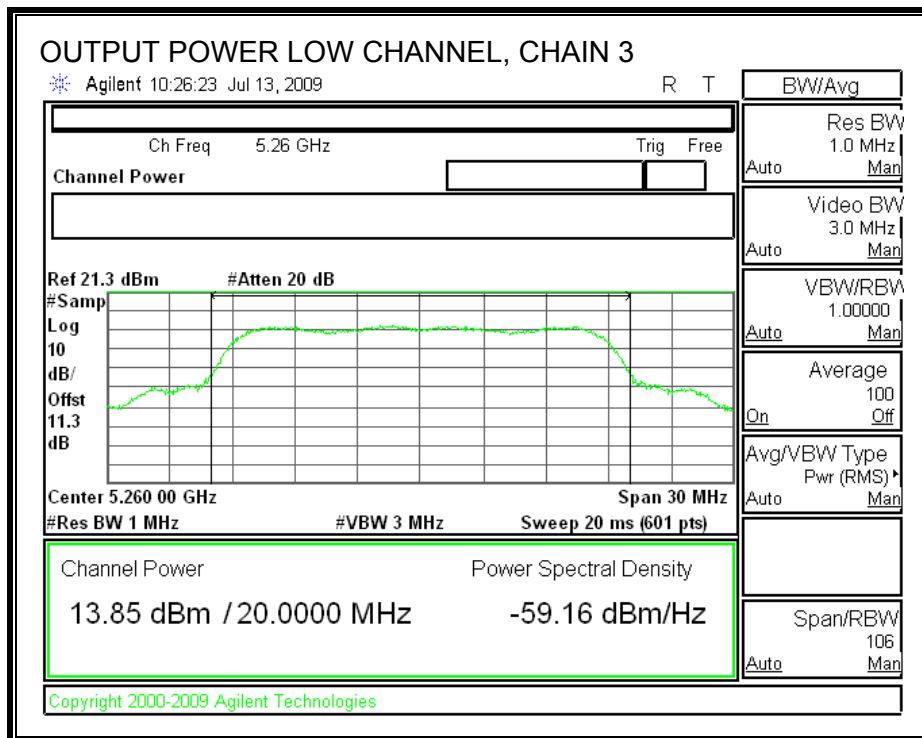 OUTPUT POWER LOW CHANNEL, CHAIN 3
Agilent 10:26:23 Jul 13, 2009 R T
Ch Freq 5.26 GHz Trig Free
Channel Power
Ref 21.3 dBm #Atten 20 dB
#Samp
Log
10
dB/
Offst
11.3
dB
Center 5.260 00 GHz Span 30 MHz
#Res BW 1 MHz #VBW 3 MHz Sweep 20 ms (601 pts)
Channel Power Power Spectral Density
13.85 dBm / 20.0000 MHz -59.16 dBm/Hz
Copyright 2000-2009 Agilent Technologies
BW/Avg
Res BW
1.0 MHz
Auto Man
Video BW
3.0 MHz
Auto Man
VBW/RBW
1.00000
Auto Man
Average
100
On Off
Avg/VBW Type
Pwr (RMS)
Auto Man
Span/RBW
106
Auto Man